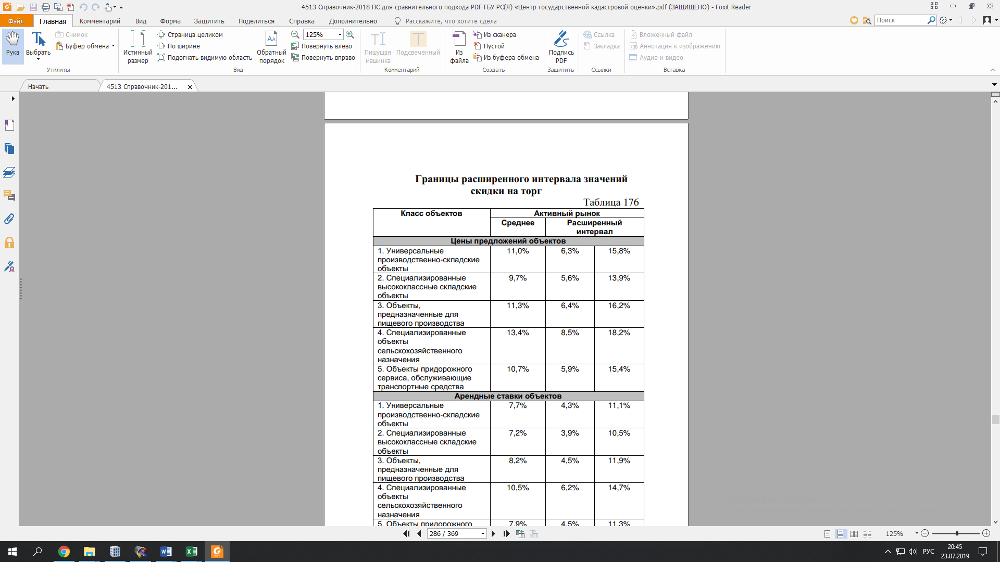 4513 Справочник-2018 ПС для сравнительного подхода PDF ГБУ РС(Я) «Центр государственной кадастровой оценки».pdf (ЗАЩИЩЕНО) - Foxit Reader
Файл Главная Комментарий Вид Форма Защитить Поделиться Справка Дополнительно Расскажите, что хотите сдела Поиск
Рука
Выбрать
Снимок
Буфер обмена
Утилиты
Истинный
размер
Страница целиком
По ширине
Подогнать видимую область
Обратный
порядок
125%
Повернуть влево
Повернуть вправо
Вид
Пишущая
машинка
Подсвеченный
Комментарий
Из
файла
Из сканера
Пустой
Из буфера обмена
Создать
Подпись
PDF
Защитить
Ссылка
Закладка
Ссылки
Вложенный файл
Аннотация к изображению
Аудио и видео
Вставка
Начать
4513 Справочник-201...
Границы расширенного интервала значений
скидки на торг
Таблица 176
Класс объектов Активный рынок
Среднее Расширенный
интервал
Цены предложений объектов
1. Универсальные 11,0% 6,3% 15,8%
производственно-складские
объекты
2. Специализированные 9,7% 5,6% 13,9%
высококлассные складские
объекты
3. Объекты, 11,3% 6,4% 16,2%
предназначенные для
пищевого производства
4. Специализированные 13,4% 8,5% 18,2%
объекты
сельскохозяйственного
назначения
5. Объекты придорожного 10,7% 5,9% 15,4%
сервиса, обслуживающие
транспортные средства
Арендные ставки объектов
1. Универсальные 7,7% 4,3% 11,1%
производственно-складские
объекты
2. Специализированные 7,2% 3,9% 10,5%
высококлассные складские
объекты
3. Объекты, 8,2% 4,5% 11,9%
предназначенные для
пищевого производства
4. Специализированные 10,5% 6,2% 14,7%
объекты
сельскохозяйственного
назначения
5. Объекты придорожного 7,9% 4,5% 11,3%
286 / 369
125%
РУС
20:45
23.07.2019